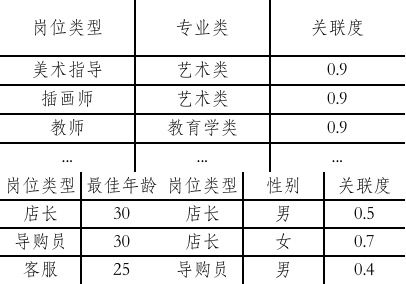 岗位类型 专业类 关联度
美术指导 艺术类 0.9
插画师 艺术类 0.9
教师 教育学类 0.9
... ... ...
岗位类型 最佳年龄 岗位类型 性别 关联度
店长 30 店长 男 0.5
导购员 30 店长 女 0.7
客服 25 导购员 男 0.4